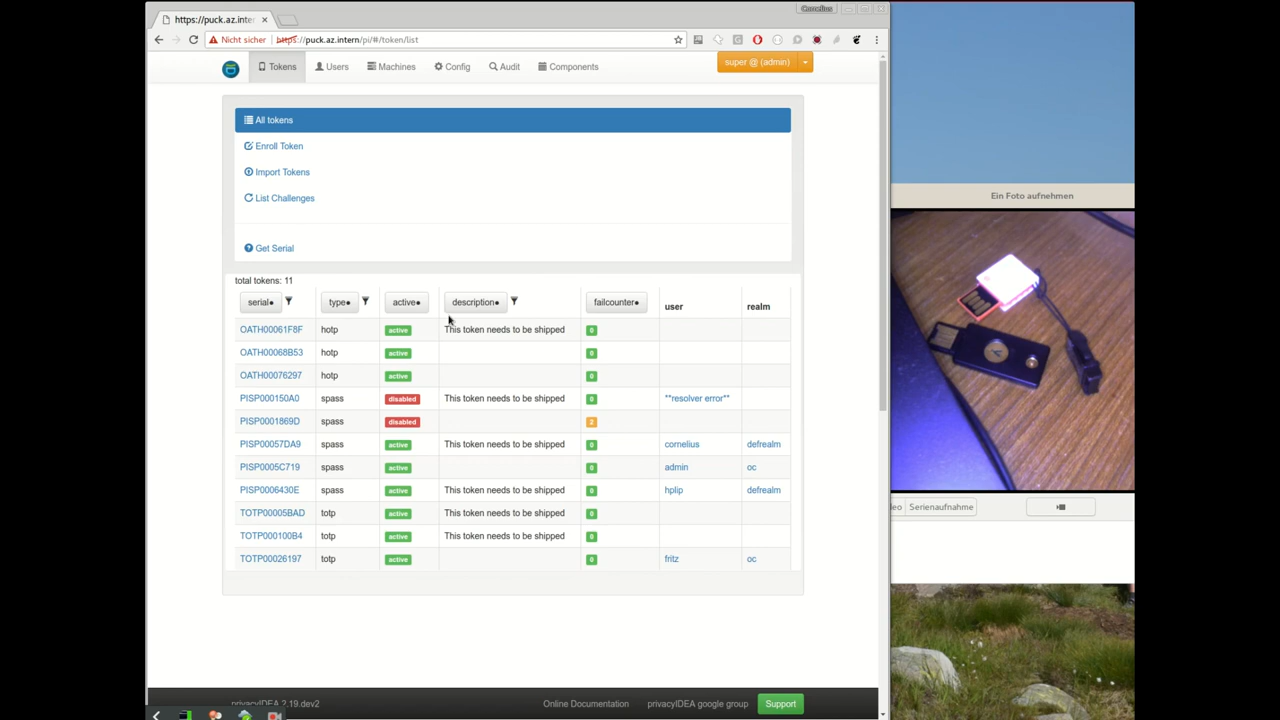 Cornelius
https://puck.az.inte
Nicht sicher https://puck.az.intern/pi/#/token/list
Tokens Users Machines Config Audit Components super @ (admin)
All tokens
Enroll Token
Import Tokens
List Challenges
Get Serial
Ein Foto aufnehmen
total tokens: 11
serial type active description failcounter user realm
OATH00061F8F hotp active This token needs to be shipped 0
OATH00068B53 hotp active 0
OATH00076297 hotp active 0
PISP000150A0 spass disabled This token needs to be shipped 0 **resolver error**
PISP0001869D spass disabled 2
PISP00057DA9 spass active This token needs to be shipped 0 cornelius defrealm
PISP0005C719 spass active 0 admin oc
PISP0006430E spass active This token needs to be shipped 0 hplip defrealm
TOTP00005BAD totp active This token needs to be shipped 0
TOTP000100B4 totp active This token needs to be shipped 0
TOTP00026197 totp active 0 fritz oc
eo Serienaufnahme
privacyIDEA 2.19.dev2 Online Documentation privacyIDEA google group Support